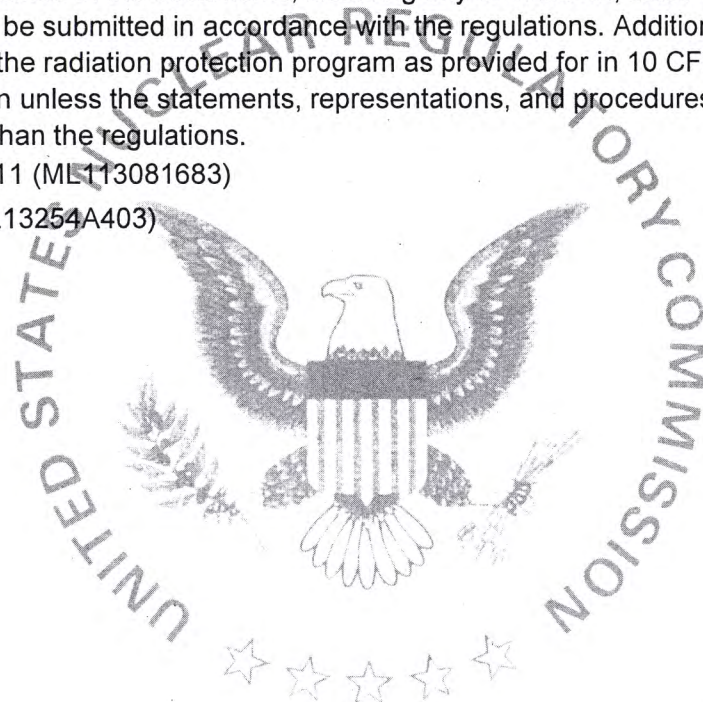 be submitted in accordance with the regulations. Addition
the radiation protection program as provided for in 10 CF
n unless the statements, representations, and procedures
han the regulations.
11 (ML113081683)
L13254A403)
UNITED STATES NUCLEAR REGULATORY COMMISSION